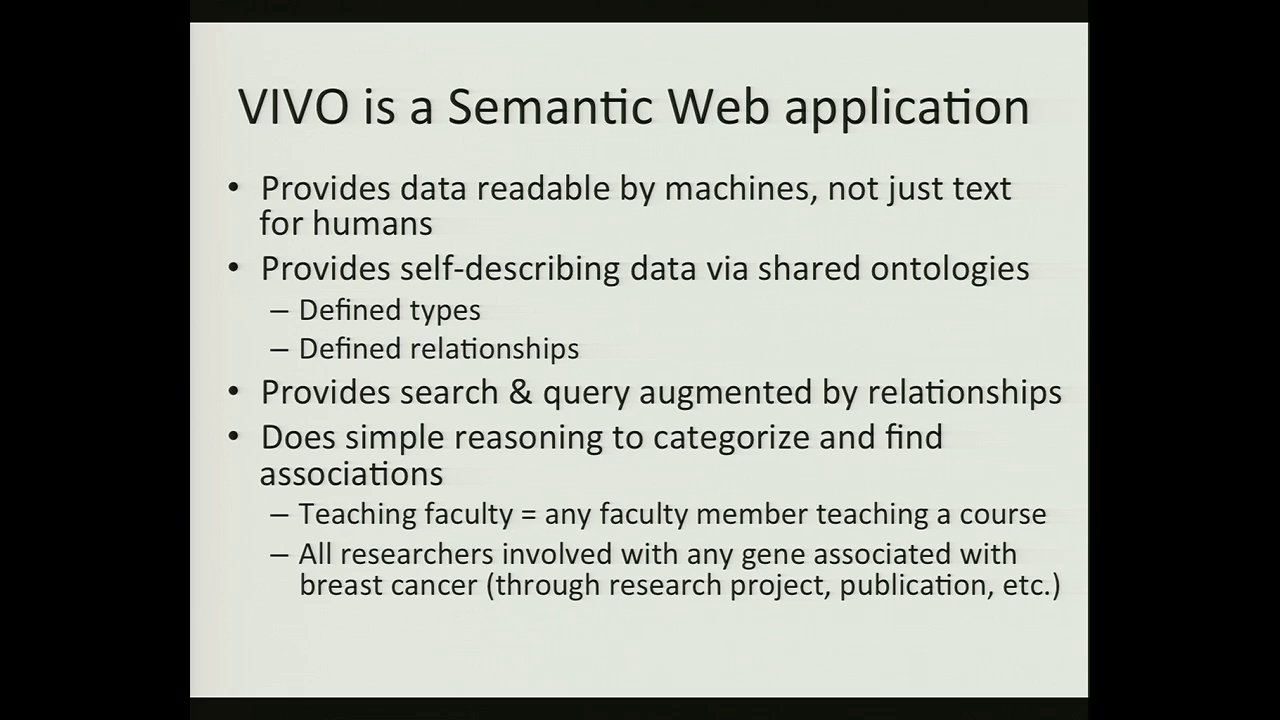 VIVO is a Semantic Web application
• Provides data readable by machines, not just text
for humans
• Provides self-describing data via shared ontologies
– Defined types
– Defined relationships
• Provides search & query augmented by relationships
• Does simple reasoning to categorize and find
associations
– Teaching faculty = any faculty member teaching a course
– All researchers involved with any gene associated with
breast cancer (through research project, publication, etc.)